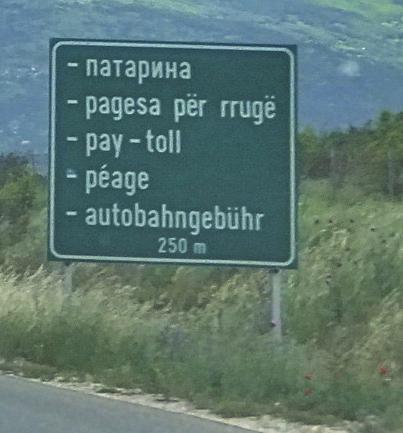 - патарина
- pagesa për rrugë
- pay-toll
- péage
- autobahngebühr
250 m